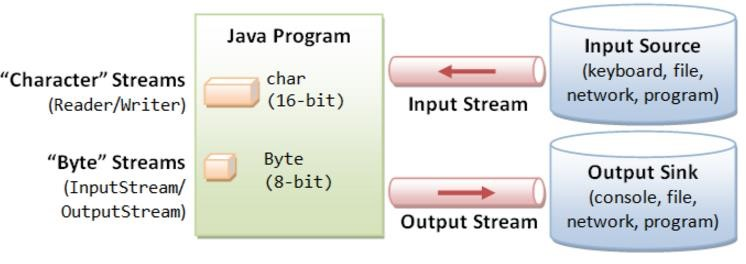 Java Program
“Character” Streams
(Reader/Writer)
char
(16-bit)
“Byte” Streams
(InputStream/
OutputStream)
Byte
(8-bit)
Input Stream
Output Stream
Input Source
(keyboard, file,
network, program)
Output Sink
(console, file,
network, program)